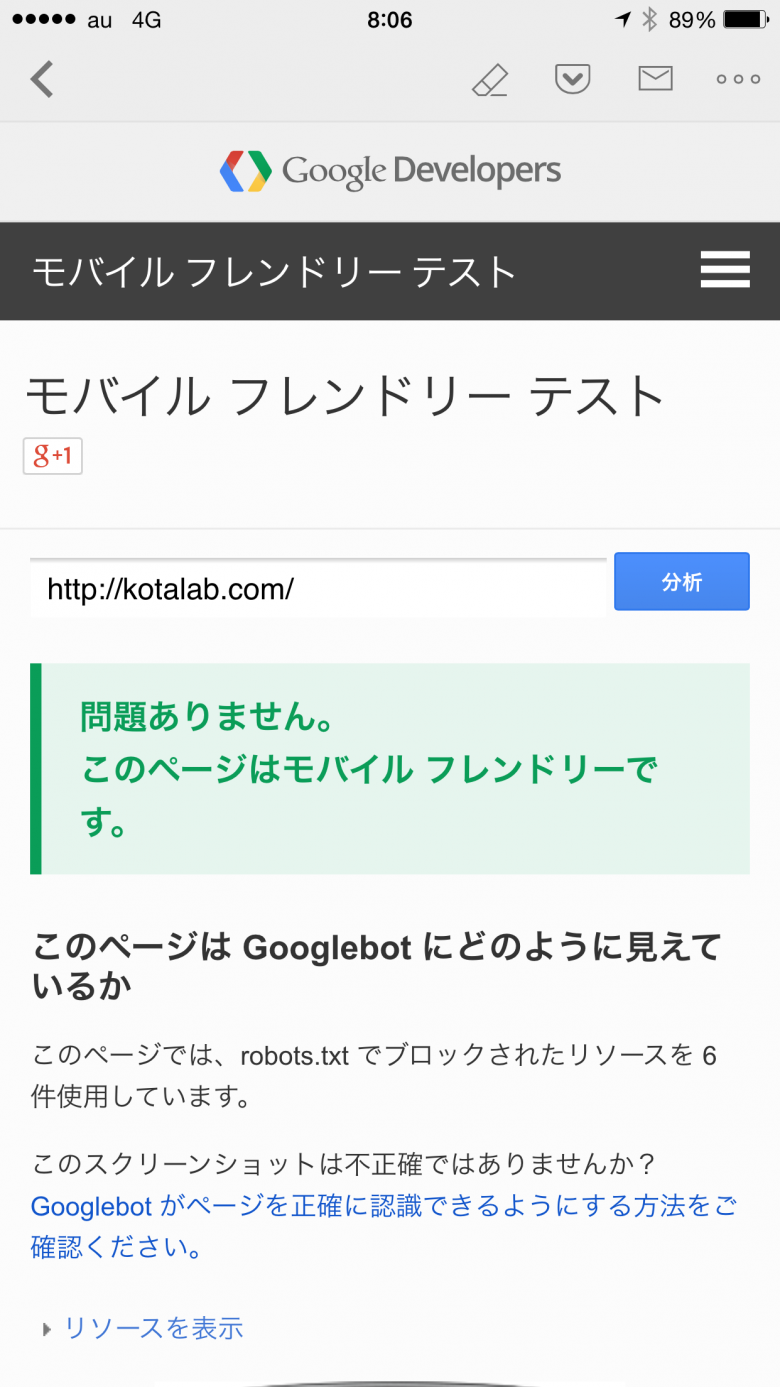 au 4G 8:06 89%
Google Developers
モバイル フレンドリー テスト
モバイル フレンドリー テスト
g+1
http://kotalab.com/ 分析
問題ありません。
このページはモバイル フレンドリーで
す。
このページは Googlebot にどのように見えて
いるか
このページでは、robots.txt でブロックされたリソースを 6
件使用しています。
このスクリーンショットは不正確ではありませんか？
Googlebot がページを正確に認識できるようにする方法をご
確認ください。
リソースを表示